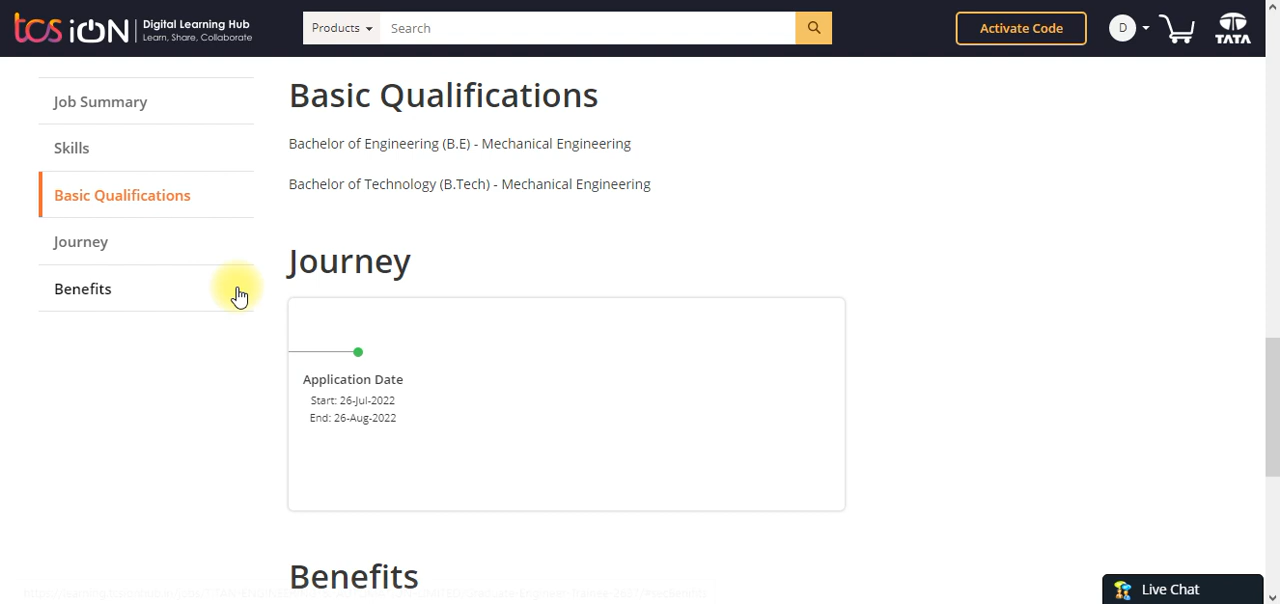 tcs iON Digital Learning Hub
Learn, Share, Collaborate
Products
Search
Activate Code
D
TATA
Job Summary
Skills
Basic Qualifications
Journey
Benefits
Basic Qualifications
Bachelor of Engineering (B.E) - Mechanical Engineering
Bachelor of Technology (B.Tech) - Mechanical Engineering
Journey
Application Date
Start: 26-Jul-2022
End: 26-Aug-2022
Benefits
Live Chat